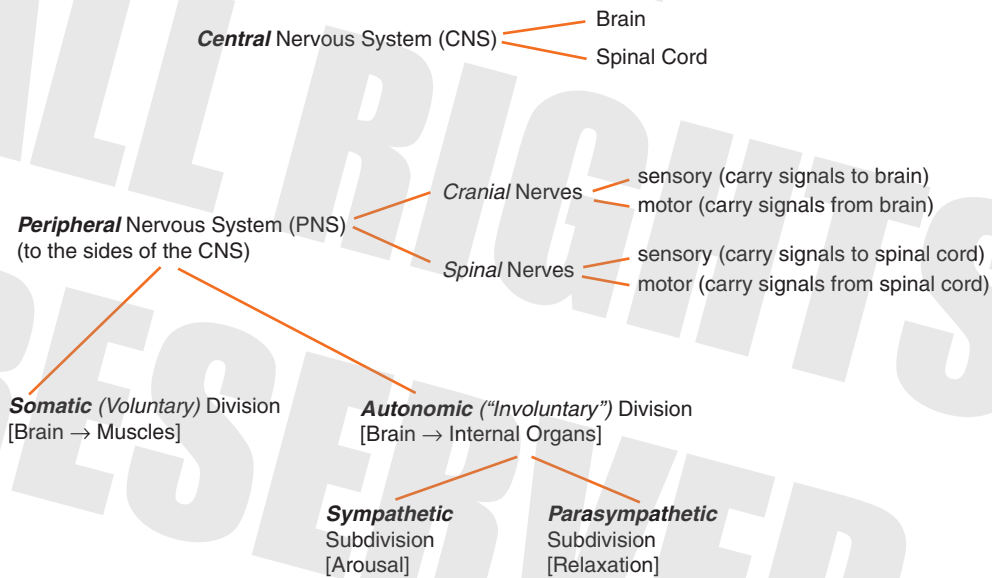 Central Nervous System (CNS)
Brain
Spinal Cord
Peripheral Nervous System (PNS)
(to the sides of the CNS)
Cranial Nerves
sensory (carry signals to brain)
motor (carry signals from brain)
Spinal Nerves
sensory (carry signals to spinal cord)
motor (carry signals from spinal cord)
Somatic (Voluntary) Division
[Brain → Muscles]
Autonomic (“Involuntary”) Division
[Brain → Internal Organs]
Sympathetic
Subdivision
[Arousal]
Parasympathetic
Subdivision
[Relaxation]
ALL RIGHTS
RESERVED